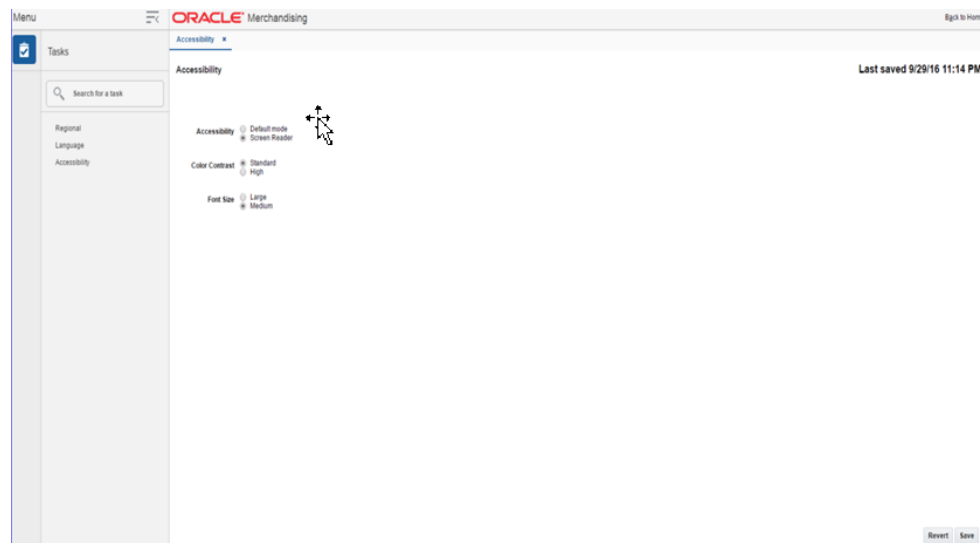 Menu
ORACLE Merchandising
Back to Hom
Tasks
Search for a task
Regional
Language
Accessibility
Accessibility ×
Accessibility
Last saved 9/29/16 11:14 PM
Accessibility
Default mode
Screen Reader
Color Contrast
Standard
High
Font Size
Large
Medium
Revert
Save